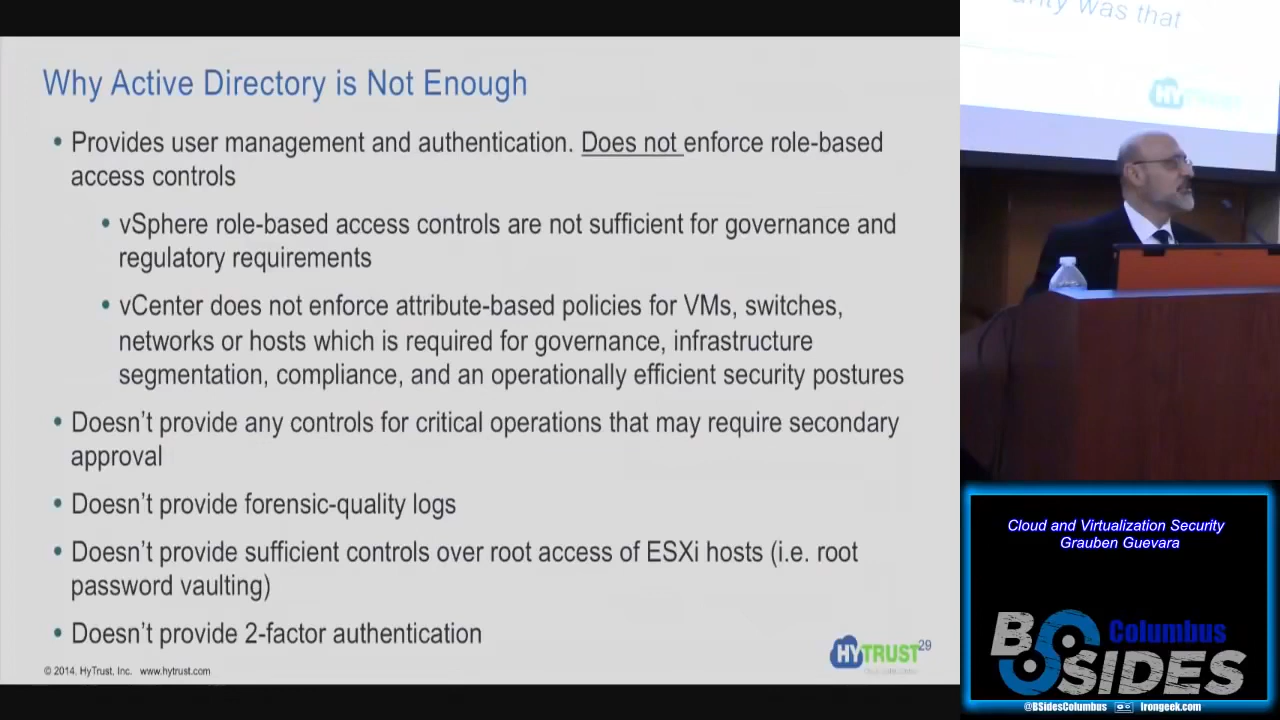 Why Active Directory is Not Enough
• Provides user management and authentication. Does not enforce role-based
access controls
• vSphere role-based access controls are not sufficient for governance and
regulatory requirements
• vCenter does not enforce attribute-based policies for VMs, switches,
networks or hosts which is required for governance, infrastructure
segmentation, compliance, and an operationally efficient security postures
• Doesn't provide any controls for critical operations that may require secondary
approval
• Doesn't provide forensic-quality logs
• Doesn't provide sufficient controls over root access of ESXi hosts (i.e. root
password vaulting)
• Doesn't provide 2-factor authentication
© 2014, HyTrust, Inc. www.hytrust.com
HYTRUST
29
was that
HYTRUST
Cloud and Virtualization Security
Grauben Guevara
BSIDES
Columbus
@BSidesColumbus Irongeek.com